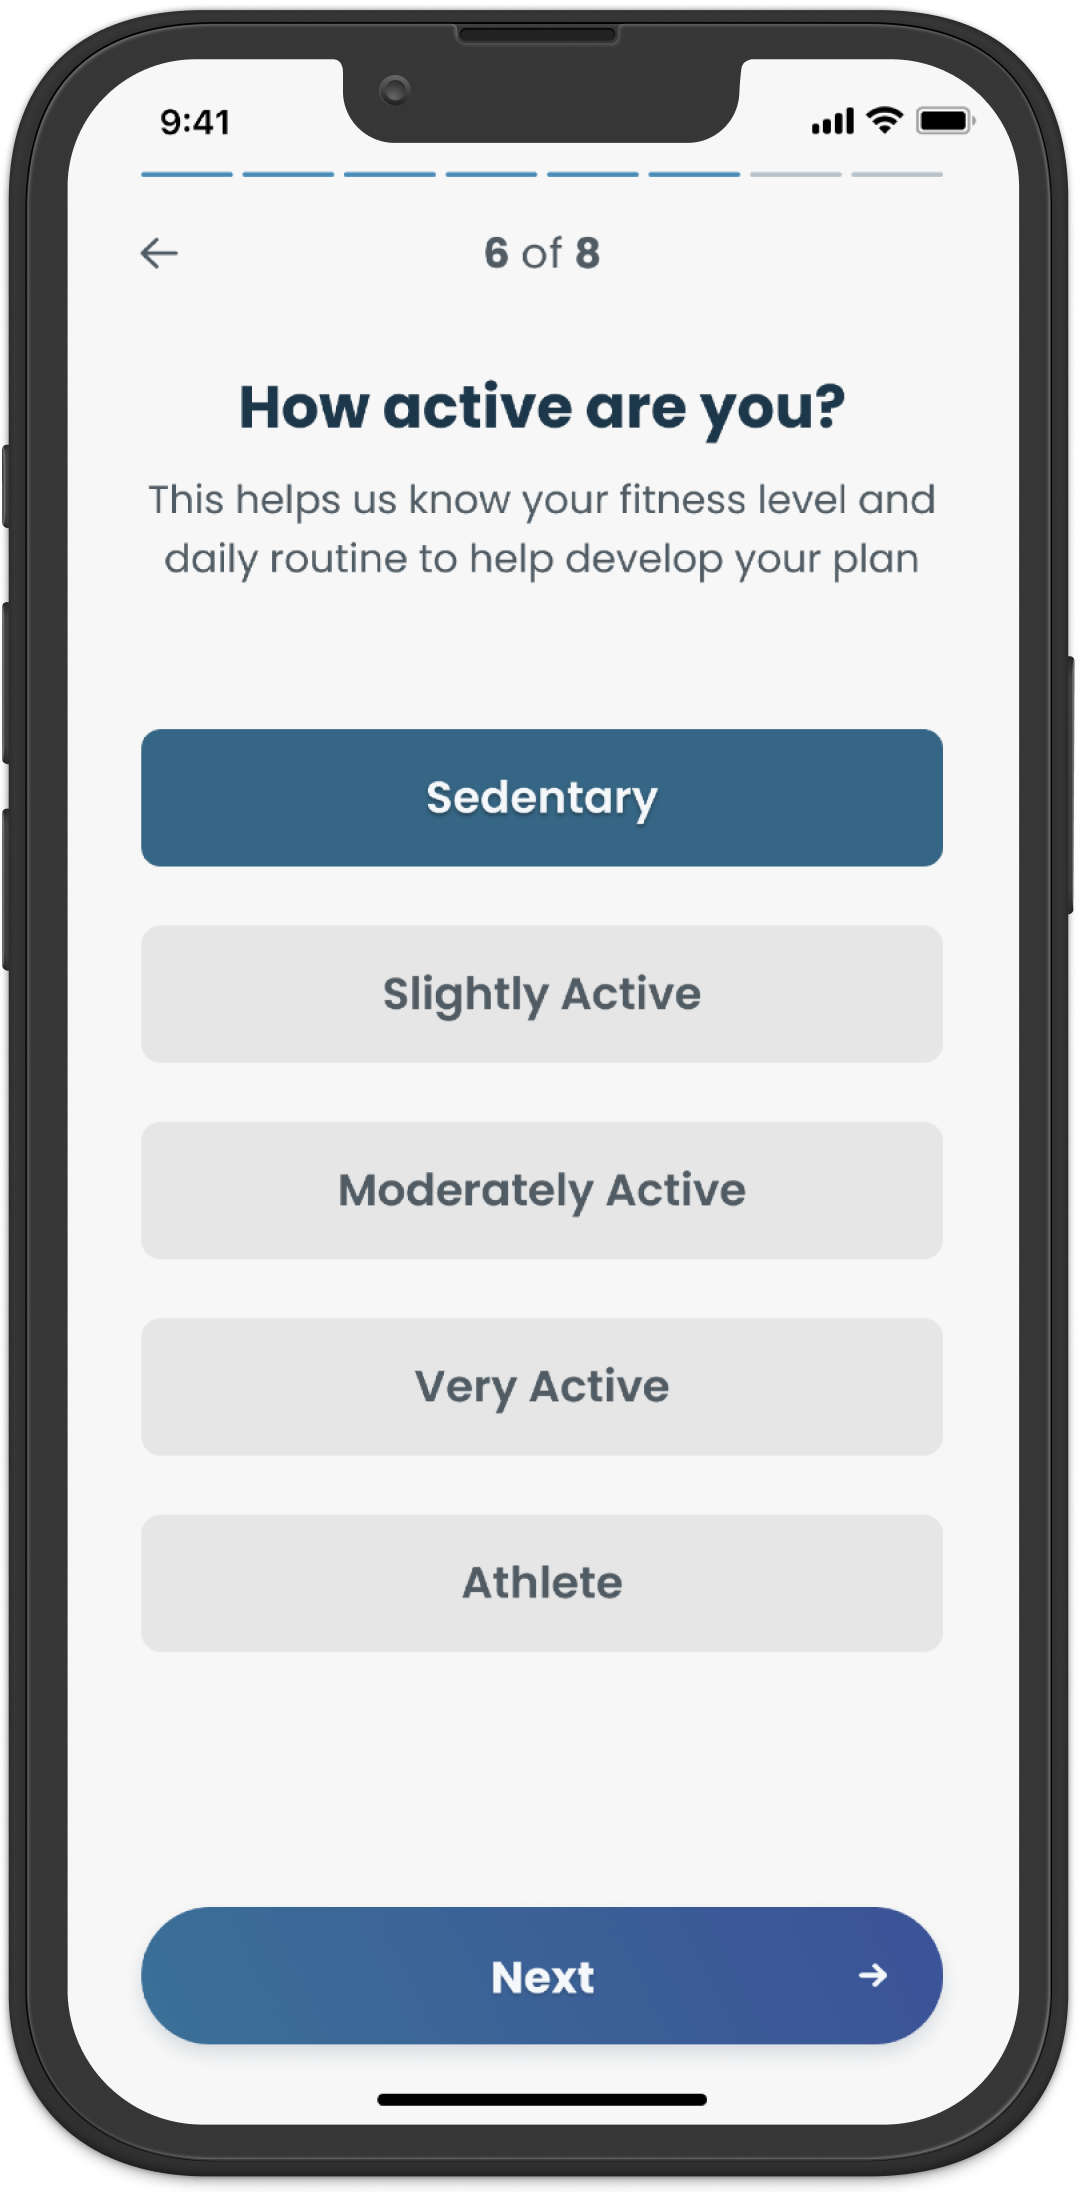 9:41
6 of 8
How active are you?
This helps us know your fitness level and
daily routine to help develop your plan
Sedentary
Slightly Active
Moderately Active
Very Active
Athlete
Next